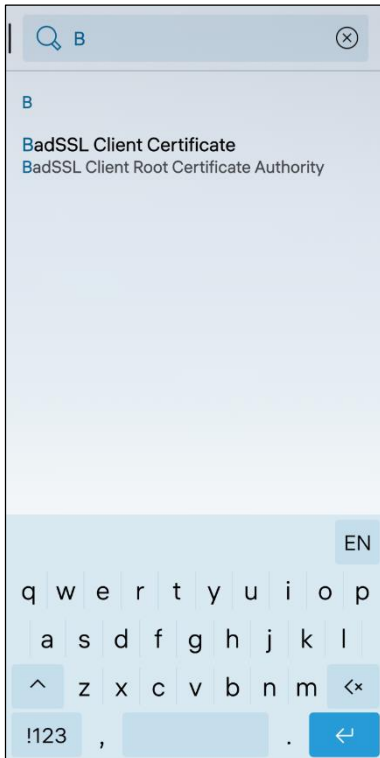 B
B
BadSSL Client Certificate
BadSSL Client Root Certificate Authority
EN
q w e r t y u i o p
a s d f g h j k l
z x c v b n m
!123 , .